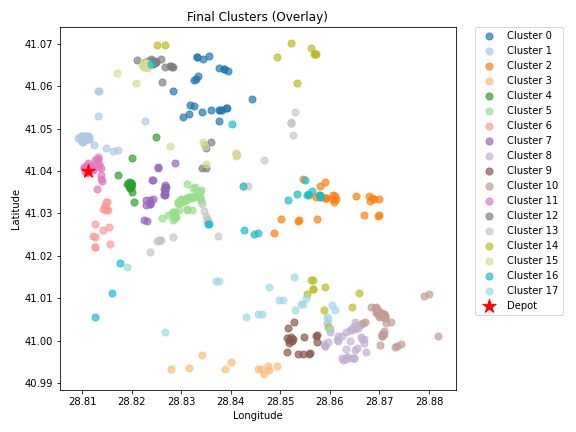 Final Clusters (Overlay)
41.07
41.06
41.05
41.04
41.03
41.02
41.01
41.00
40.99
Latitude
28.81 28.82 28.83 28.84 28.85 28.86 28.87 28.88
Longitude
Cluster 0
Cluster 1
Cluster 2
Cluster 3
Cluster 4
Cluster 5
Cluster 6
Cluster 7
Cluster 8
Cluster 9
Cluster 10
Cluster 11
Cluster 12
Cluster 13
Cluster 14
Cluster 15
Cluster 16
Cluster 17
Depot